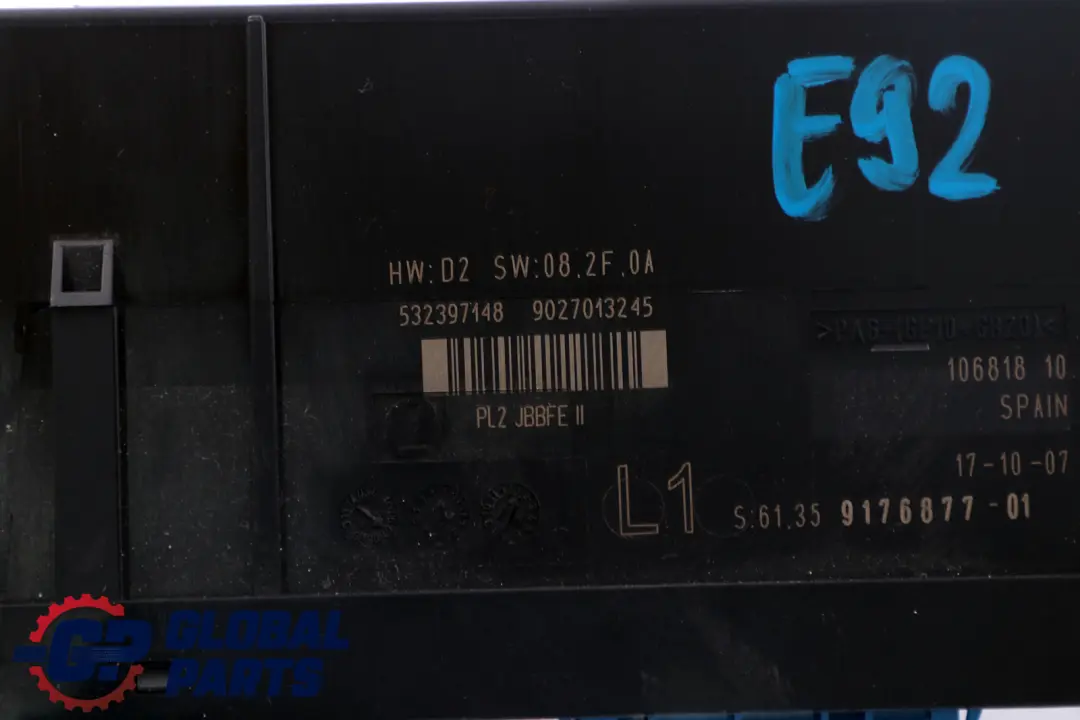 E92
HW:D2 SW:08.2F.0A
532397148 9027013245
PL2 JBBFE II
106818 10
SPAIN
17-10-07
L1
S:61.35 9176877-01
GP GLOBAL
PARTS